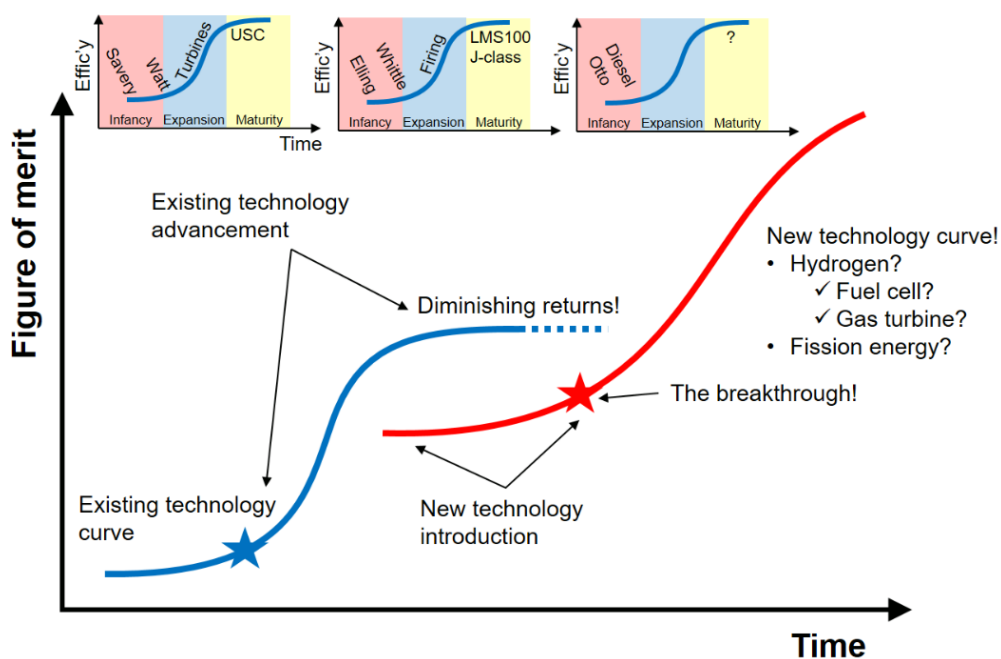 Effic'y
Savery
Watt
Turbines
USC
Infancy
Expansion
Maturity
Time
Effic'y
Elling
Whittle
Firing
LMS100
J-class
Infancy
Expansion
Maturity
Effic'y
Otto
Diesel
?
Infancy
Expansion
Maturity
Figure of merit
Existing technology
advancement
Diminishing returns!
New technology curve!
• Hydrogen?
✓ Fuel cell?
✓ Gas turbine?
• Fission energy?
The breakthrough!
Existing technology
curve
New technology
introduction
Time